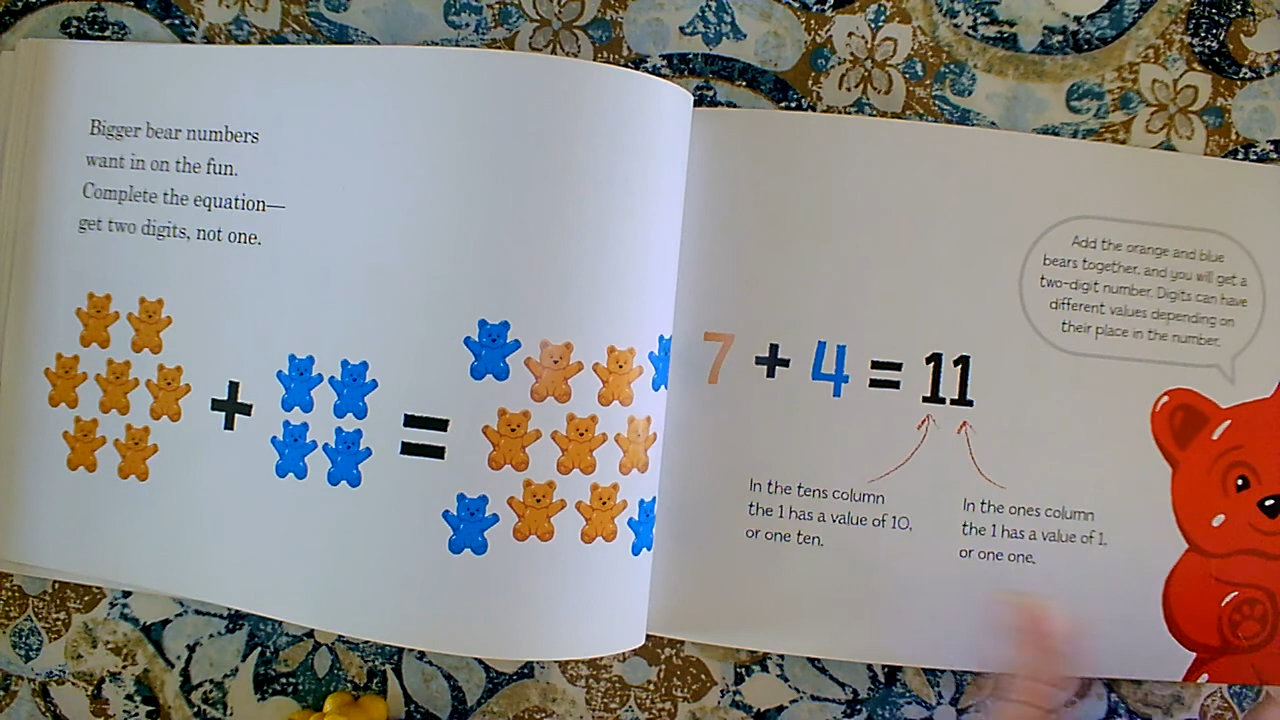 Bigger bear numbers
want in on the fun.
Complete the equation—
get two digits, not one.
+
=
7 + 4 = 11
Add the orange and blue
bears together, and you will get a
two-digit number. Digits can have
different values depending on
their place in the number.
In the tens column
the 1 has a value of 10,
or one ten.
In the ones column
the 1 has a value of 1,
or one one.